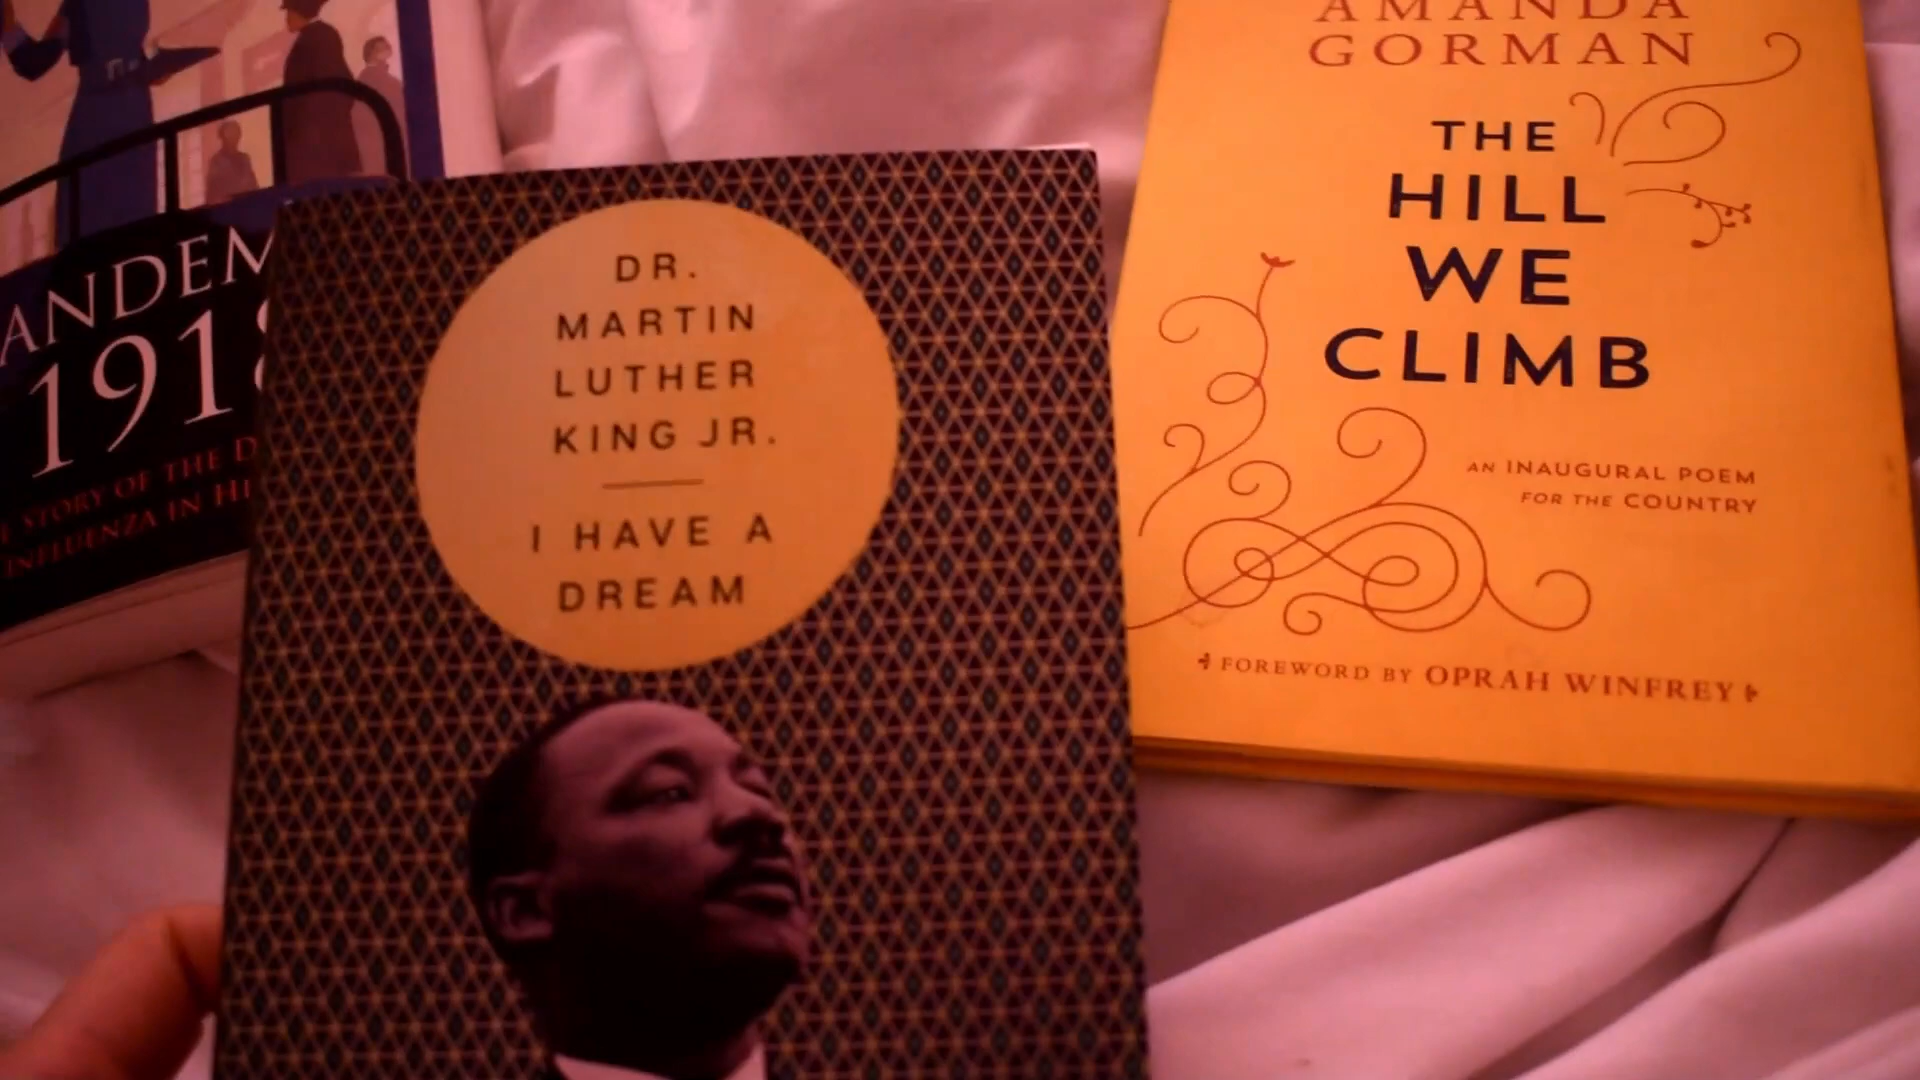 ANDEM
1918
STORY OF THE D
INFLUENZA IN HI
DR.
MARTIN
LUTHER
KING JR.
I HAVE A
DREAM
AMANDA
GORMAN
THE
HILL
WE
CLIMB
AN INAUGURAL POEM
FOR THE COUNTRY
FOREWORD BY OPRAH WINFREY